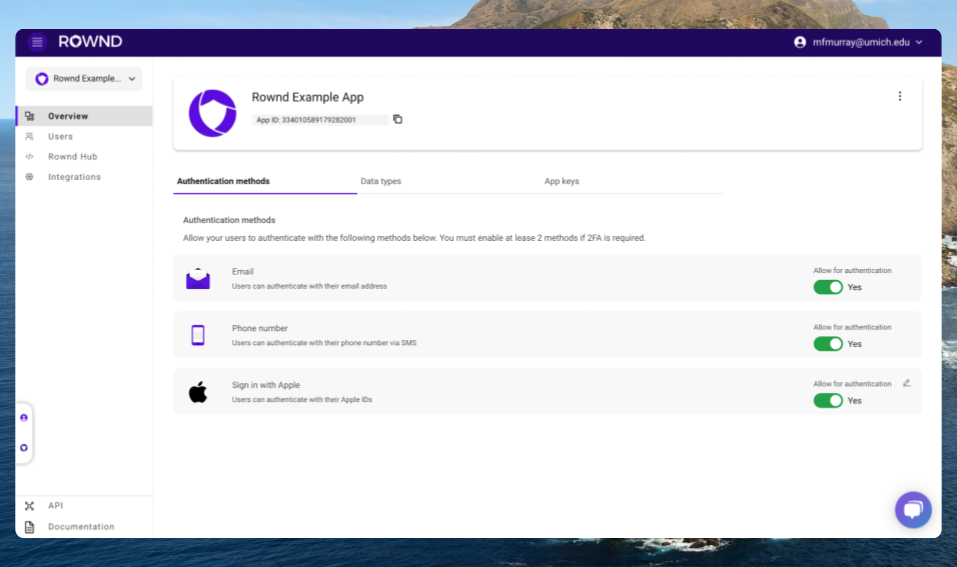 ROWND
mfmurray@umich.edu
Rownd Example...
Overview
Users
Rownd Hub
Integrations
API
Documentation
Rownd Example App
App ID: 334010589179282001
Authentication methods
Data types
App keys
Authentication methods
Allow your users to authenticate with the following methods below. You must enable at lease 2 methods if 2FA is required.
Email
Users can authenticate with their email address
Allow for authentication
Yes
Phone number
Users can authenticate with their phone number via SMS
Allow for authentication
Yes
Sign in with Apple
Users can authenticate with their Apple IDs
Allow for authentication
Yes